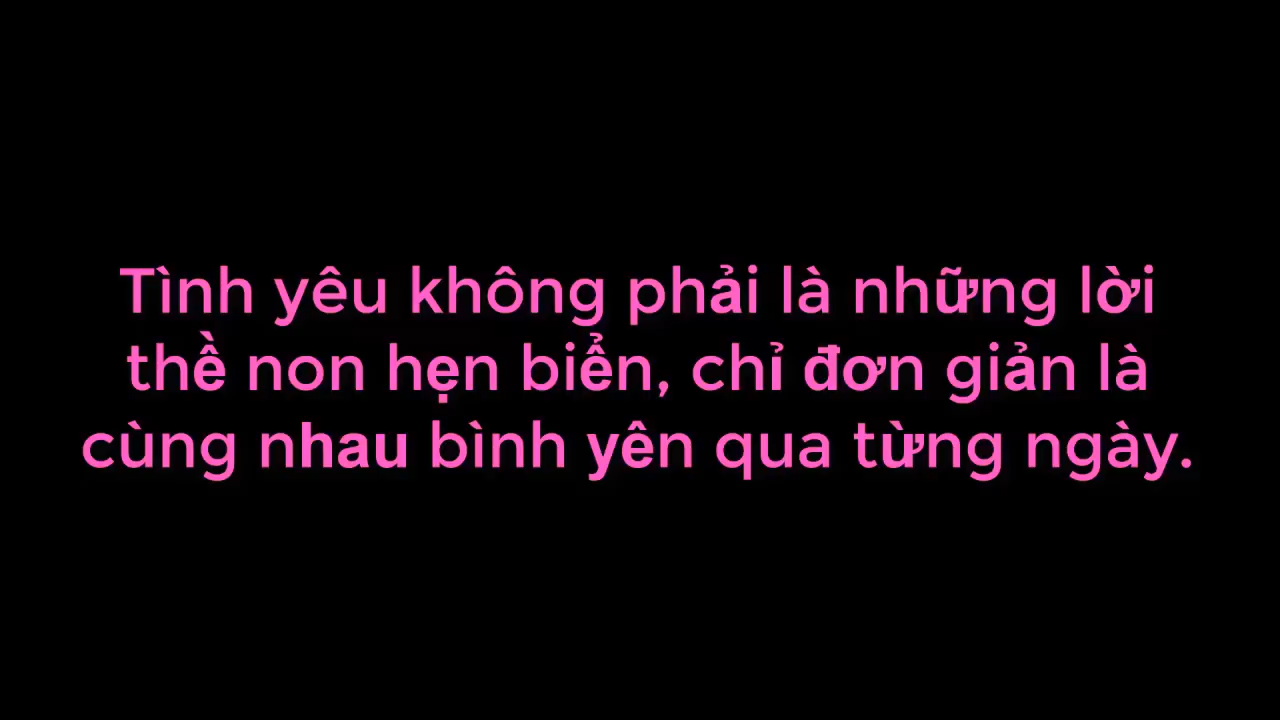 Tình yêu không phải là những lời
thề non hẹn biển, chỉ đơn giản là
cùng nhau bình yên qua từng ngày.